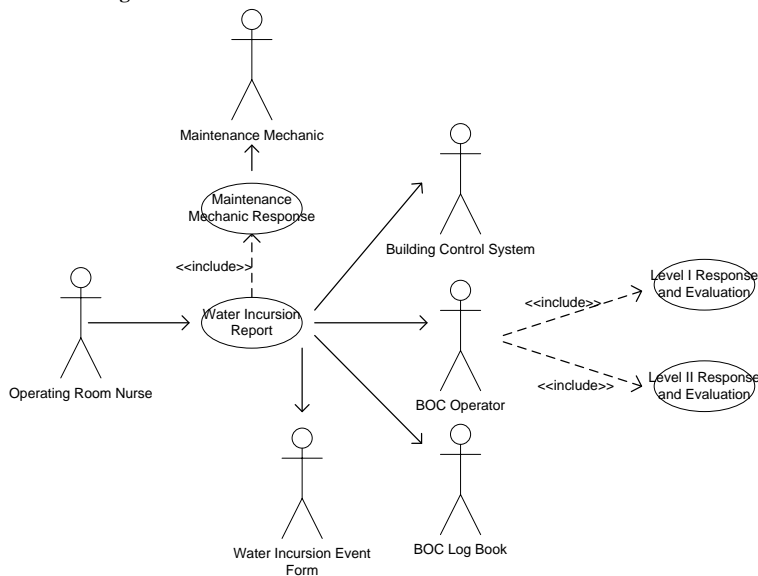 Maintenance Mechanic
Maintenance
Mechanic Response
Building Control System
<<include>>
Level I Response
and Evaluation
<<include>>
Water Incursion
Report
Operating Room Nurse
<<include>>
Level II Response
and Evaluation
BOC Operator
Water Incursion Event
Form
BOC Log Book